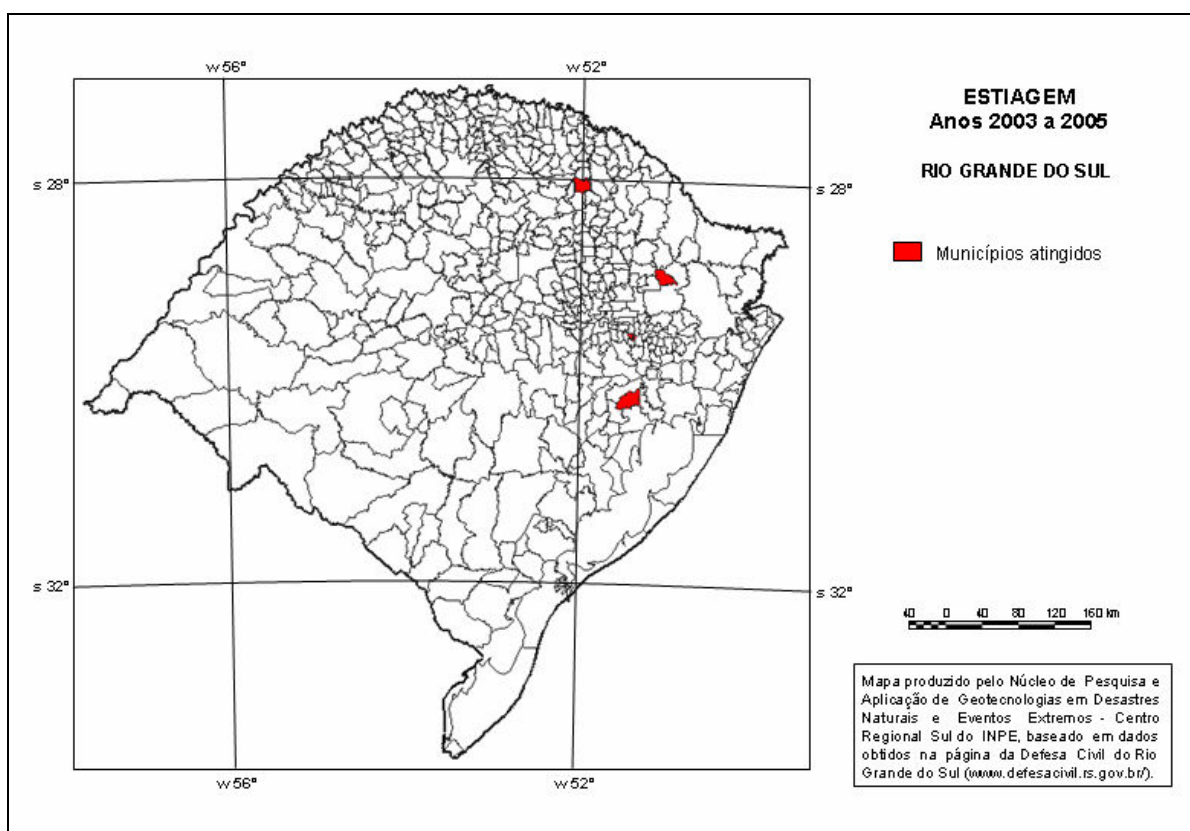 w 56°
w 52°
s 28°
s 28°
s 32°
s 32°
w 56°
w 52°
ESTIAGEM
Anos 2003 a 2005
RIO GRANDE DO SUL
Municípios atingidos
40 0 40 80 120 160 km
Mapa produzido pelo Núcleo de Pesquisa e
Aplicação de Geotecnologias em Desastres
Naturais e Eventos Extremos - Centro
Regional Sul do INPE, baseado em dados
obtidos na página da Defesa Civil do Rio
Grande do Sul (www.defesacivil.rs.gov.br/).